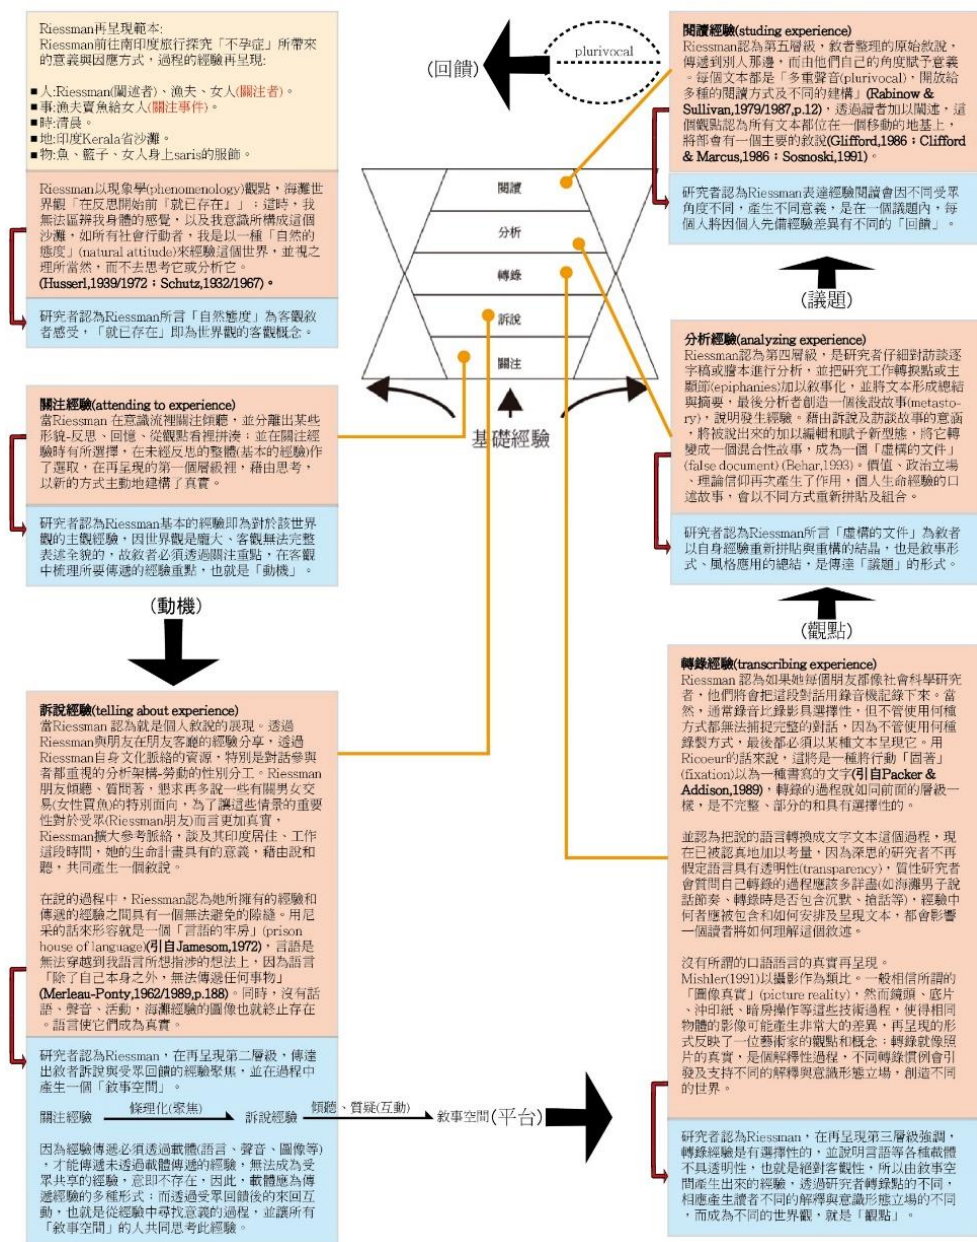 Riessman再呈現範本:
Riessman前往南印度旅行探究「不孕症」所帶來
的意義與因應方式，過程的經驗再呈現:
■人:Riessman(闡述者)、漁夫、女人(關注者)。
■事:漁夫賣魚給女人(關注事件)。
■時:清晨。
■地:印度Kerala省沙灘。
■物:魚、籃子、女人身上saris的服飾。
Riessman以現象學(phenomenology)觀點，海灘世
界觀「在反思開始前『就已存在』」；這時，我
無法區辨我身體的感覺，以及我意識所構成這個
沙灘，如所有社會行動者，我是以一種「自然的
態度」(natural attitude)來經驗這個世界，並視之
理所當然，而不去思考它或分析它。
(Husserl,1939/1972；Schutz,1932/1967)。
研究者認為Riessman所言「自然態度」為客觀敘
者感受，「就已存在」即為世界觀的客觀概念。
關注經驗(attending to experience)
當Riessman 在意識流裡關注傾聽，並分離出某些
形貌-反思、回憶、從觀點看裡拼湊；並在關注經
驗時有所選擇，在未經反思的整體(基本的經驗)作
了選取，在再呈現的第一個層級裡，藉由思考，
以新的方式主動地建構了真實。
研究者認為Riessman基本的經驗即為對於該世界
觀的主觀經驗，因世界觀是龐大、客觀無法完整
表述全貌的，故敘者必須透過關注重點，在客觀
中梳理所要傳遞的經驗重點，也就是「動機」。
(動機)
訴說經驗(telling about experience)
當Riessman 認為就是個人敘說的展現。透過
Riessman與朋友在朋友客廳的經驗分享，透過
Riessman自身文化脈絡的資源，特別是對話參與
者都重視的分析架構-勞動的性別分工。Riessman
朋友傾聽、質問著，懇求再多說一些有關男女交
易(女性買魚)的特別面向，為了讓這些情景的重要
性對於受眾(Riessman朋友)而言更加真實，
Riessman擴大參考脈絡，談及其印度居住、工作
這段時間，她的生命計畫具有的意義，藉由說和
聽，共同產生一個敘說。
在說的過程中，Riessman認為她所擁有的經驗和
傳遞的經驗之間具有一個無法避免的隙縫。用尼
采的話來形容就是一個「言語的牢房」(prison
house of language)(引自Jamesom,1972)，言語是
無法穿越到我語言所想指涉的想法上，因為語言
「除了自己本身之外，無法傳遞任何事物」
(Merleau-Ponty,1962/1989,p.188)。同時，沒有話
語、聲音、活動，海灘經驗的圖像也就終止存在
。語言使它們成為真實。
研究者認為Riessman，在再呈現第二層級，傳達
出敘者訴說與受眾回饋的經驗聚焦，並在過程中
產生一個「敘事空間」。
關注經驗 條理化(聚焦) 訴說經驗 傾聽、質疑(互動) 敘事空間(平台)
因為經驗傳遞必須透過載體(語言、聲音、圖像等)
，才能傳遞未透過載體傳遞的經驗，無法成為受
眾共享的經驗，意即不存在，因此，載體應為傳
遞經驗的多種形式；而透過受眾回饋後的來回互
動，也就是從經驗中尋找意義的過程，並讓所有
「敘事空間」的人共同思考此經驗。
(回饋)
plurivocal
閱讀
分析
轉錄
訴說
關注
基礎經驗
閱讀經驗(studing experience)
Riessman認為第五層級，敘者整理的原始敘說，
傳遞到別人那邊，而由他們自己的角度賦予意義
。每個文本都是「多重聲音(plurivocal)，開放給
多種的閱讀方式及不同的建構」(Rabinow &
Sullivan,1979/1987,p.12)，透過讀者加以闡述，這
個觀點認為所有文本都位在一個移動的地基上，
將部會有一個主要的敘說(Glifford,1986；Clifford
& Marcus,1986；Sosnoski,1991)。
研究者認為Riessman表達經驗閱讀會因不同受眾
角度不同，產生不同意義，是在一個議題內，每
個人將因個人先備經驗差異有不同的「回饋」。
(議題)
分析經驗(analyzing experience)
Riessman認為第四層級，是研究者仔細對訪談逐
字稿或謄本進行分析，並把研究工作轉換點或主
顯節(epiphanies)加以敘事化，並將文本形成總結
與摘要，最後分析者創造一個後設故事(metasto-
ry)，說明發生經驗。藉由訴說及訪談故事的意涵
，將被說出來的加以編輯和賦予新型態，將它轉
變成一個混合性故事，成為一個「虛構的文件」
(false document) (Behar,1993)。價值、政治立場
、理論信仰再次產生了作用，個人生命經驗的口
述故事，會以不同方式重新拼貼及組合。
研究者認為Riessman所言「虛構的文件」為敘者
以自身經驗重新拼貼與重構的結晶，也是敘事形
式、風格應用的總結，是傳達「議題」的形式。
(觀點)
轉錄經驗(transcribing experience)
Riessman 認為如果她每個朋友都像社會科學研究
者，他們將會把這段對話用錄音機記錄下來。當
然，通常錄音比錄影具選擇性，但不管使用何種
方式都無法捕捉完整的對話，因為不管使用何種
錄製方式，最後都必須以某種文本呈現它。用
Ricoeur的話來說，這將是一種將行動「固著」
(fixation)以為一種書寫的文字(引自Packer &
Addison,1989)，轉錄的過程就如同前面的層級一
樣，是不完整、部分的和具有選擇性的。
並認為把說的語言轉換成文字文本這個過程，現
在已被認真地加以考量，因為深思的研究者不再
假定語言具有透明性(transparency)，質性研究者
會質問自己轉錄的過程應該多詳盡(如海灘男子說
話節奏、轉錄時是否包含沉默、搶話等)，經驗中
何者應被包含和如何安排及呈現文本，都會影響
一個讀者將如何理解這個敘述。
沒有所謂的口語語言的真實再呈現。
Mishler(1991)以攝影作為類比。一般相信所謂的
「圖像真實」(picture reality)，然而鏡頭、底片
、沖印紙、暗房操作等這些技術過程，使得相同
物體的影像可能產生非常大的差異，再呈現的形
式反映了一位藝術家的觀點和概念；轉錄就像照
片的真實，是個解釋性過程，不同轉錄慣例會引
發及支持不同的解釋與意識形態立場，創造不同
的世界。
研究者認為Riessman，在再呈現第三層級強調，
轉錄經驗是有選擇性的，並說明言語等各種載體
不具透明性，也就是絕對客觀性，所以由敘事空
間產生出來的經驗，透過研究者轉錄點的不同，
相應產生讀者不同的解釋與意識形態立場的不同
，而成為不同的世界觀，就是「觀點」。